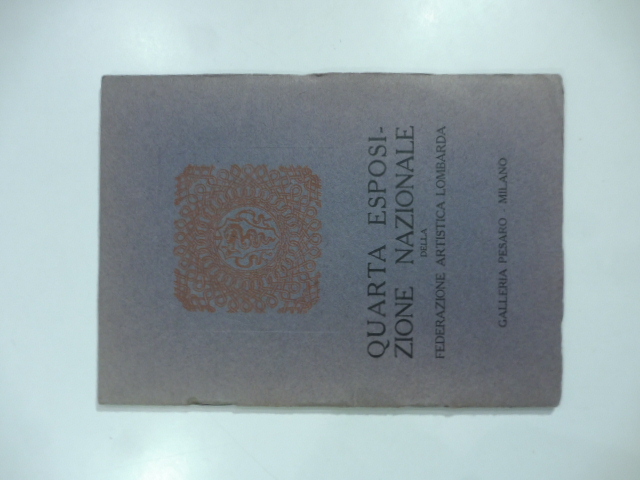 QUARTA ESPOSI-
ZIONE NAZIONALE
DELLA
FEDERAZIONE ARTISTICA LOMBARDA
GALLERIA PESARO - MILANO